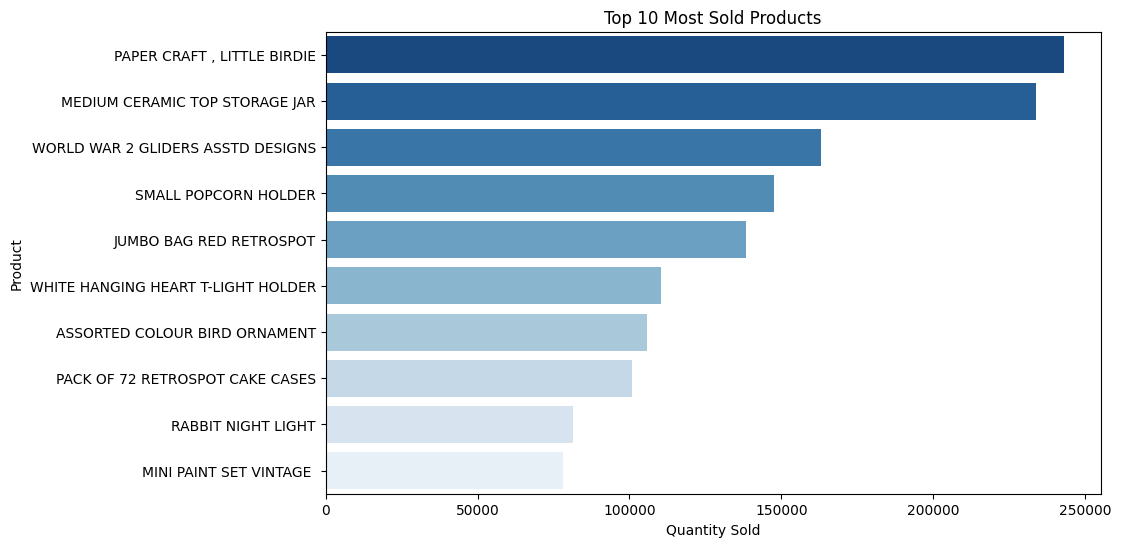 Top 10 Most Sold Products
PAPER CRAFT , LITTLE BIRDIE
MEDIUM CERAMIC TOP STORAGE JAR
WORLD WAR 2 GLIDERS ASSTD DESIGNS
SMALL POPCORN HOLDER
JUMBO BAG RED RETROSPOT
WHITE HANGING HEART T-LIGHT HOLDER
ASSORTED COLOUR BIRD ORNAMENT
PACK OF 72 RETROSPOT CAKE CASES
RABBIT NIGHT LIGHT
MINI PAINT SET VINTAGE
Product
0 50000 100000 150000 200000 250000
Quantity Sold